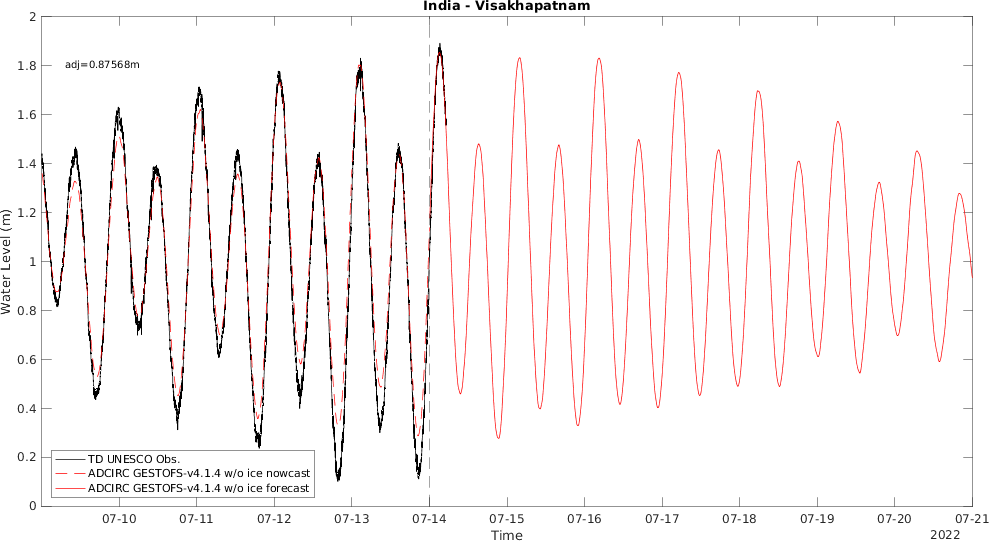 India - Visakhapatnam
adj=0.87568m
2
1.8
1.6
1.4
1.2
1
0.8
0.6
0.4
0.2
0
Water Level (m)
TD UNESCO Obs.
ADCIRC GESTOFS-v4.1.4 w/o ice nowcast
ADCIRC GESTOFS-v4.1.4 w/o ice forecast
07-10 07-11 07-12 07-13 07-14 07-15 07-16 07-17 07-18 07-19 07-20 07-21
Time
2022